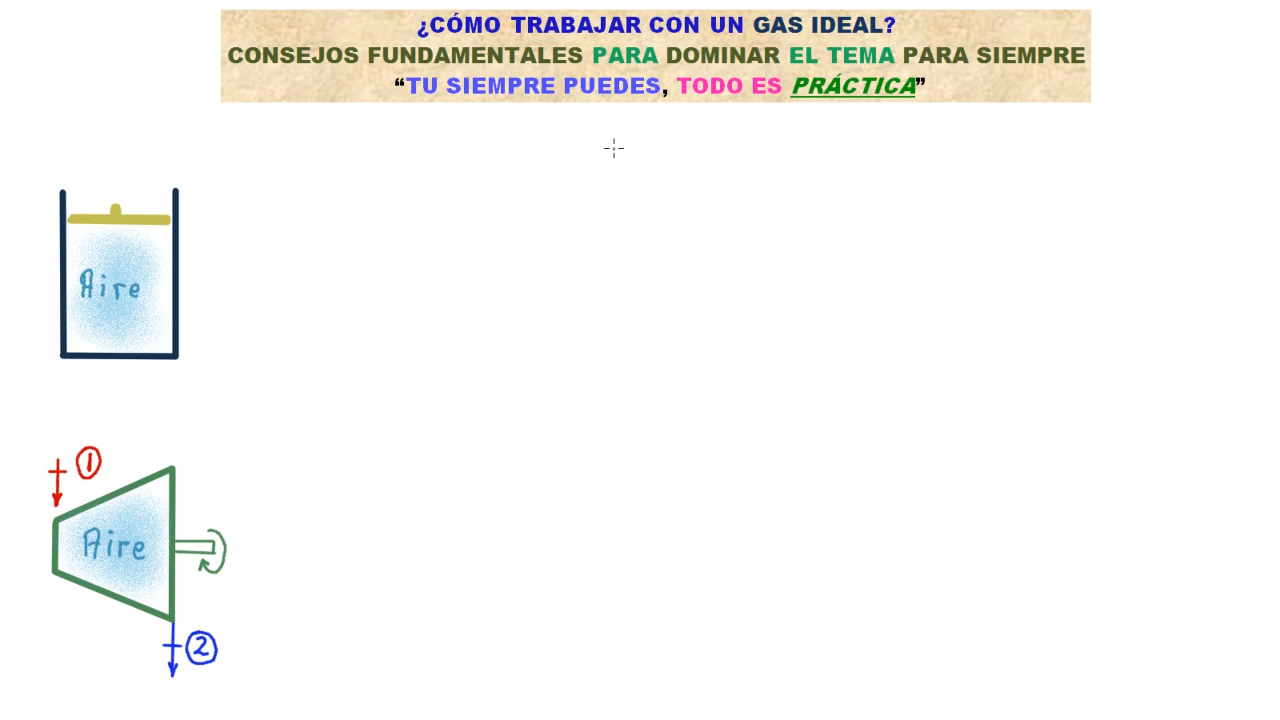 ¿CÓMO TRABAJAR CON UN GAS IDEAL?
CONSEJOS FUNDAMENTALES PARA DOMINAR EL TEMA PARA SIEMPRE
“TU SIEMPRE PUEDES, TODO ES PRÁCTICA”
Aire
1
Aire
2